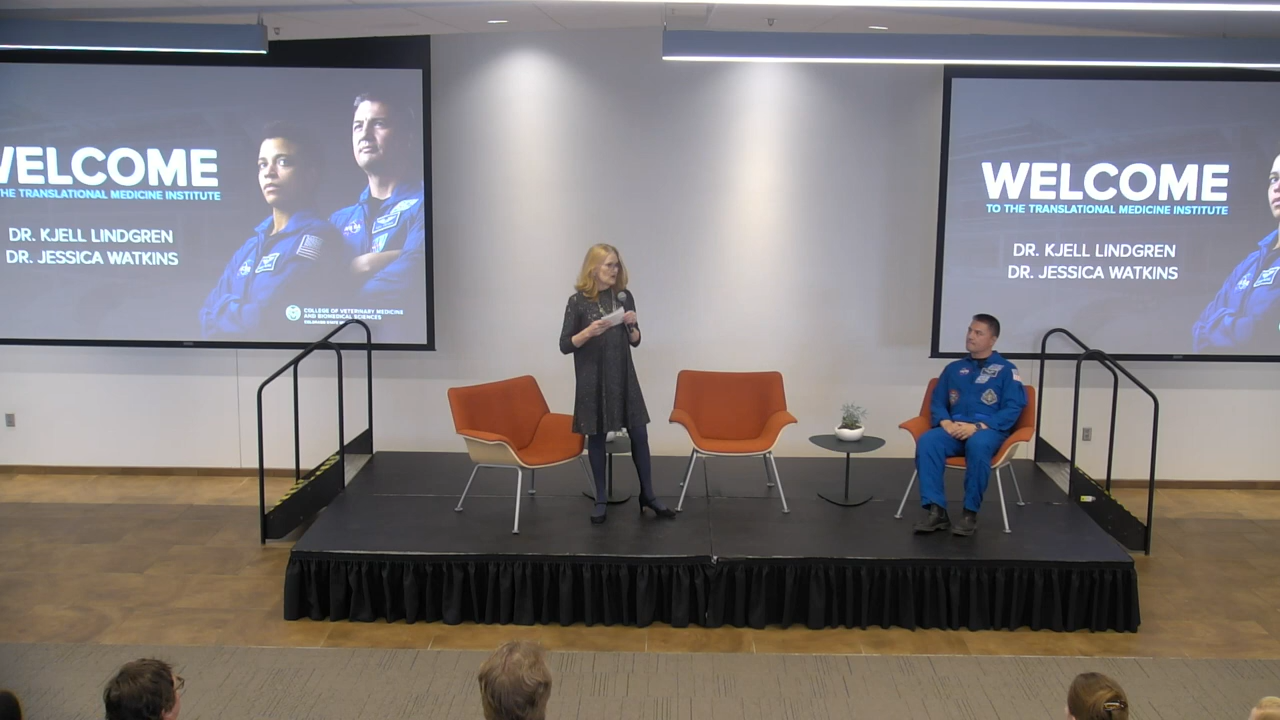 WELCOME
THE TRANSLATIONAL MEDICINE INSTITUTE
DR. KJELL LINDGREN
DR. JESSICA WATKINS
COLLEGE OF VETERINARY MEDICINE
AND BIOMEDICAL SCIENCES
WELCOME
TO THE TRANSLATIONAL MEDICINE INSTITUTE
DR. KJELL LINDGREN
DR. JESSICA WATKINS